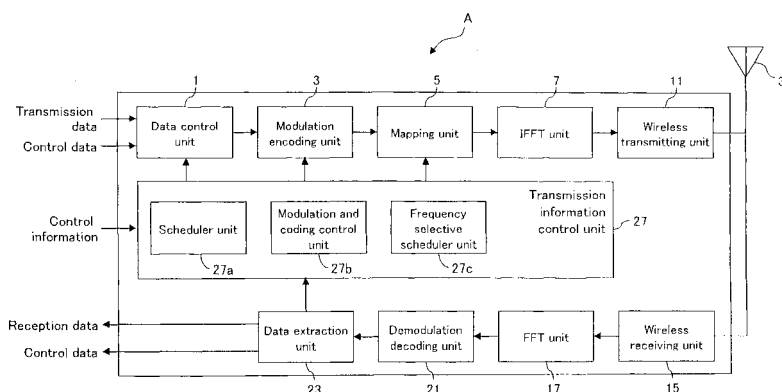 A
1
3
5
7
11
3
Transmission data
Control data
Data control unit
Modulation encoding unit
Mapping unit
IFFT unit
Wireless transmitting unit
Control information
Scheduler unit
Modulation and coding control unit
Frequency selective scheduler unit
Transmission information control unit
27
27a
27b
27c
Reception data
Control data
Data extraction unit
Demodulation decoding unit
FFT unit
Wireless receiving unit
23
21
17
15